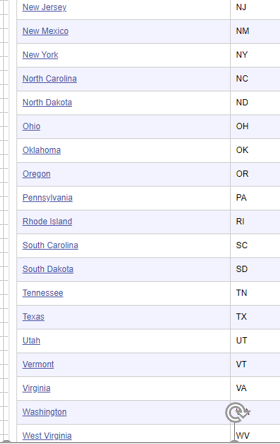 New Jersey NJ
New Mexico NM
New York NY
North Carolina NC
North Dakota ND
Ohio OH
Oklahoma OK
Oregon OR
Pennsylvania PA
Rhode Island RI
South Carolina SC
South Dakota SD
Tennessee TN
Texas TX
Utah UT
Vermont VT
Virginia VA
Washington
West Virginia WV